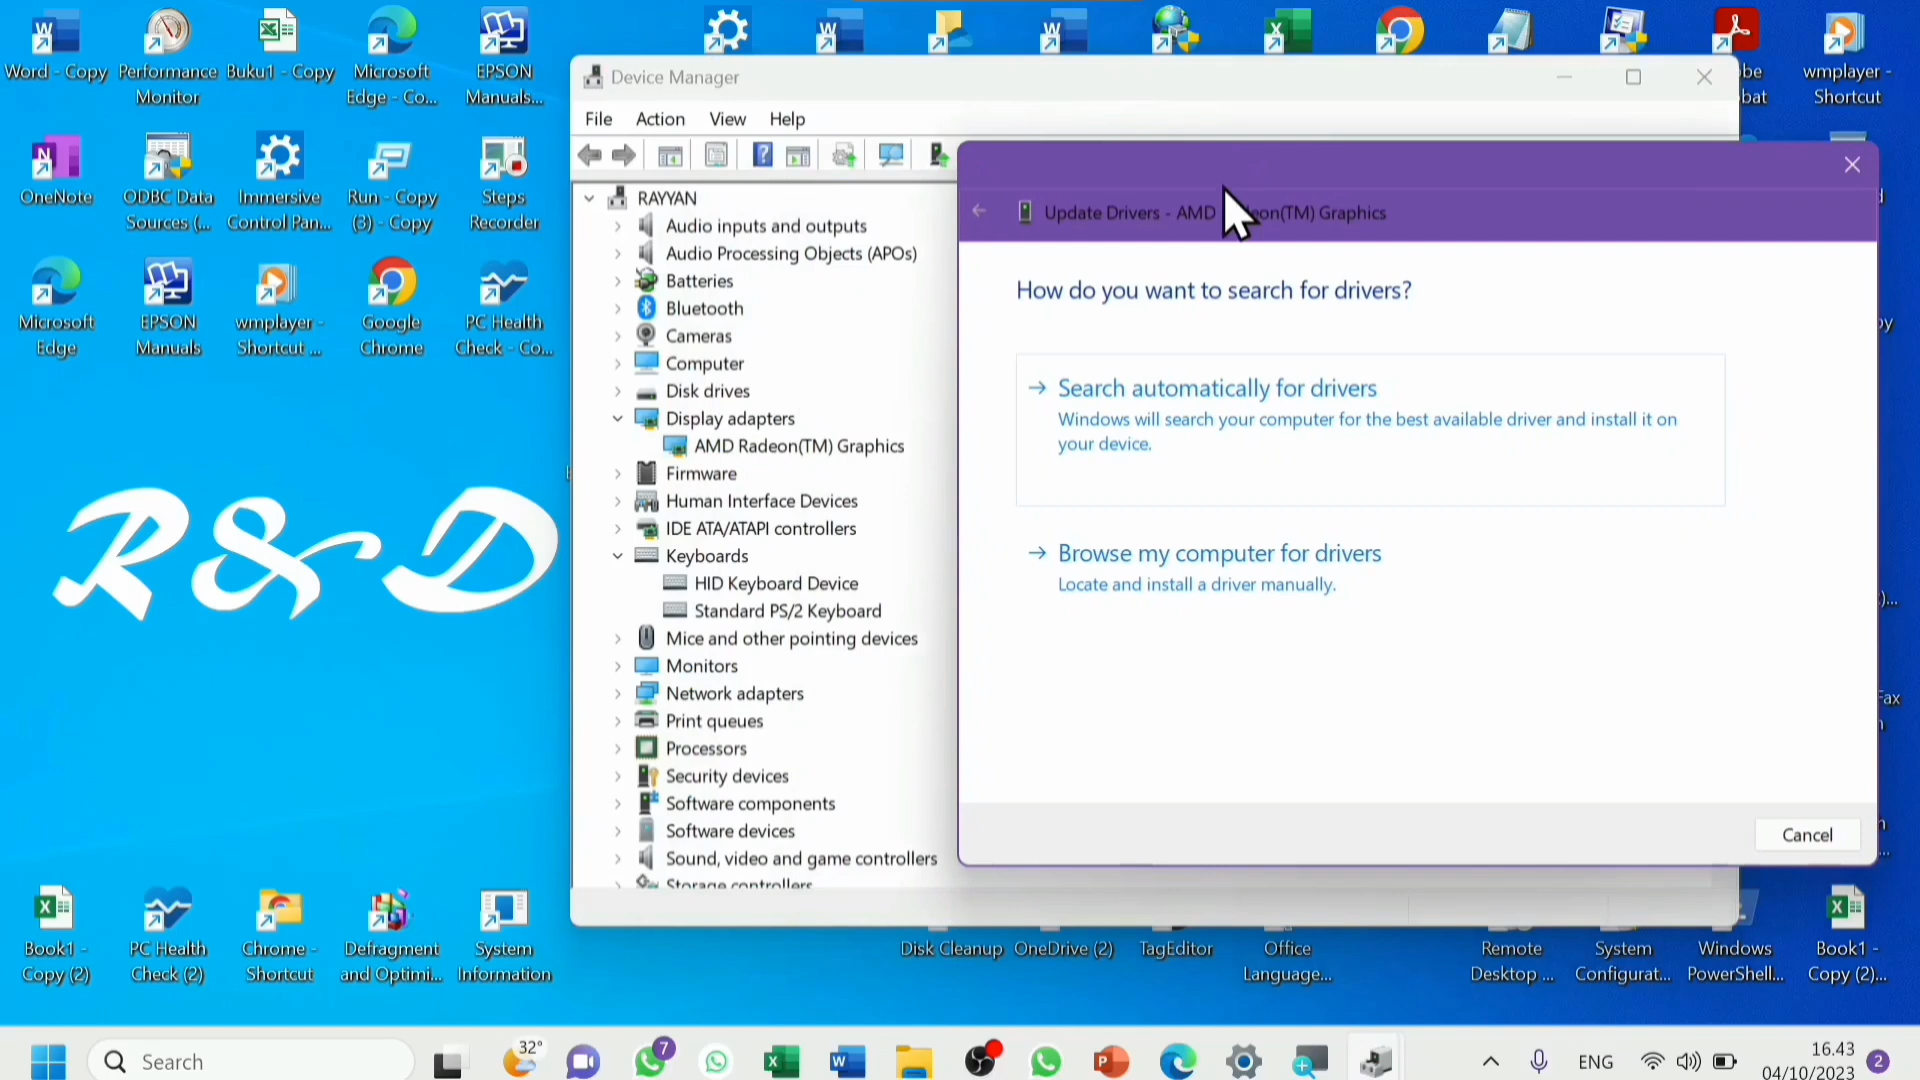 Word - Copy
Performance
Monitor
Buku1 - Copy
Microsoft
Edge - Co...
EPSON
Manuals...
wmplayer -
Shortcut
OneNote
ODBC Data
Sources (...
Immersive
Control Pan...
Run - Copy
(3) - Copy
Steps
Recorder
Microsoft
Edge
EPSON
Manuals
wmplayer -
Shortcut ...
Google
Chrome
PC Health
Check - Co...
R&D
Book1 -
Copy (2)
PC Health
Check (2)
Chrome -
Shortcut
Defragment
and Optimi...
System
Information
Device Manager
File Action View Help
RAYYAN
Audio inputs and outputs
Audio Processing Objects (APOs)
Batteries
Bluetooth
Cameras
Computer
Disk drives
Display adapters
AMD Radeon(TM) Graphics
Firmware
Human Interface Devices
IDE ATA/ATAPI controllers
Keyboards
HID Keyboard Device
Standard PS/2 Keyboard
Mice and other pointing devices
Monitors
Network adapters
Print queues
Processors
Security devices
Software components
Software devices
Sound, video and game controllers
Storage controllers
Update Drivers - AMD eon(TM) Graphics
How do you want to search for drivers?
Search automatically for drivers
Windows will search your computer for the best available driver and install it on
your device.
Browse my computer for drivers
Locate and install a driver manually.
Cancel
Disk Cleanup
OneDrive (2)
TagEditor
Office
Language...
Remote
Desktop ...
System
Configurat...
Windows
PowerShell...
Book1 -
Copy (2)...
Search
32°
7
ENG
16.43
04/10/2023
2